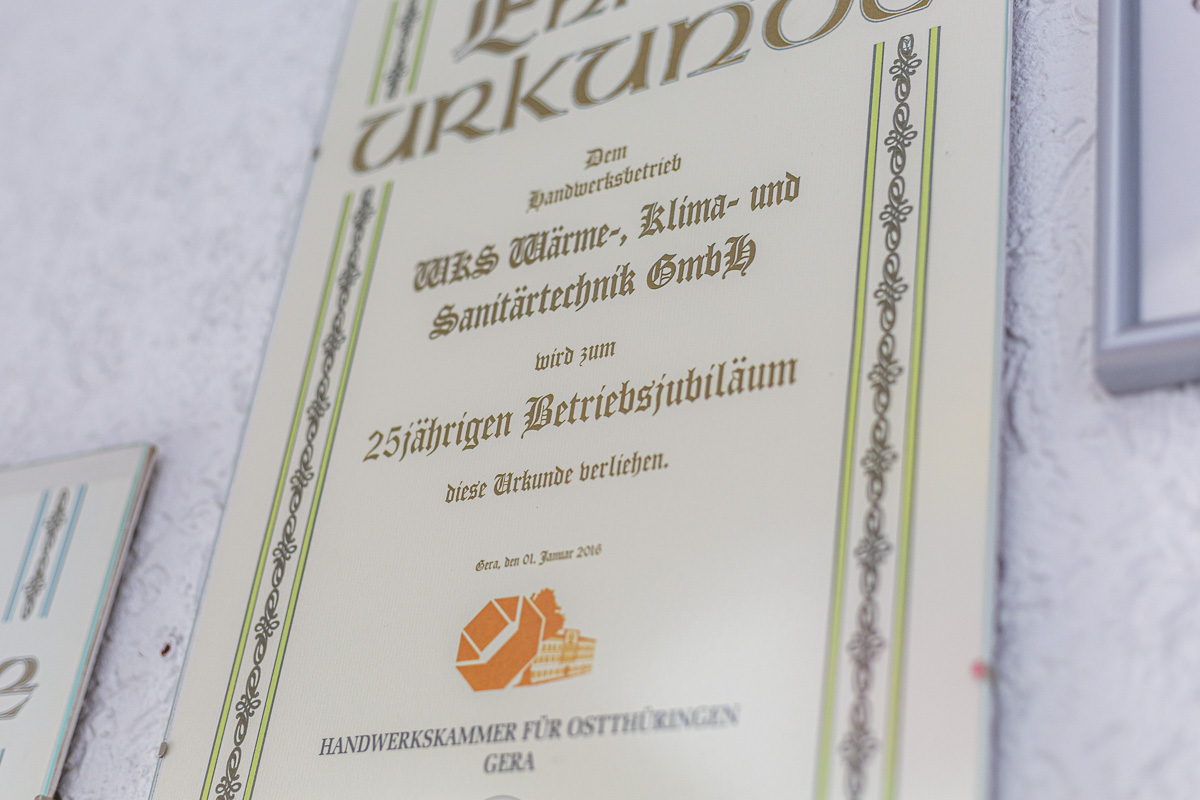 Urkunde
Dem
Handwerksbetrieb
WKS Wärme-, Klima- und
Sanitärtechnik GmbH
wird zum
25jährigen Betriebsjubiläum
diese Urkunde verliehen.
Gera, den 01. Januar 2016
HANDWERKSKAMMER FÜR OSTTHÜRINGEN
GERA